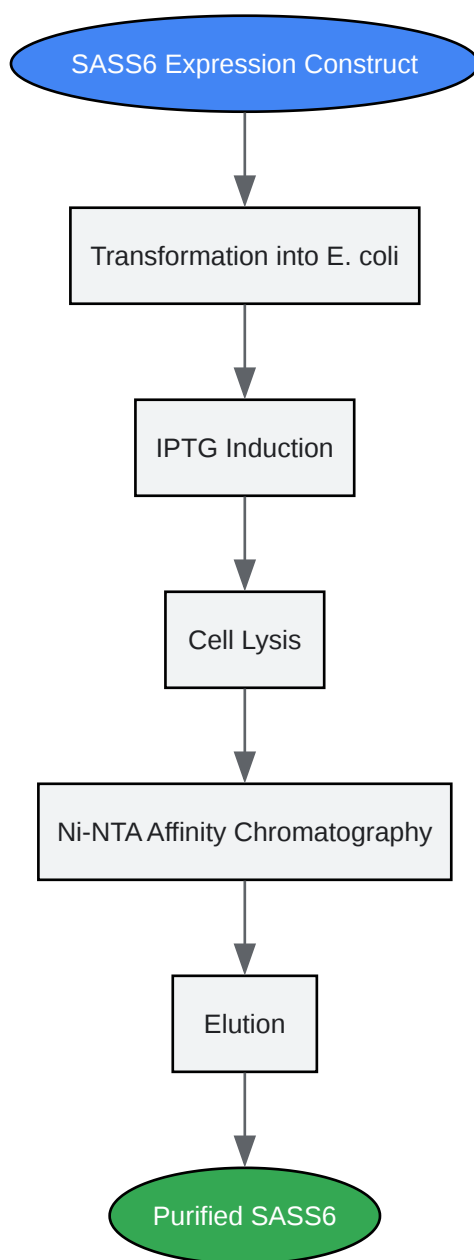 SASS6 Expression Construct
Transformation into E. coli
IPTG Induction
Cell Lysis
Ni-NTA Affinity Chromatography
Elution
Purified SASS6